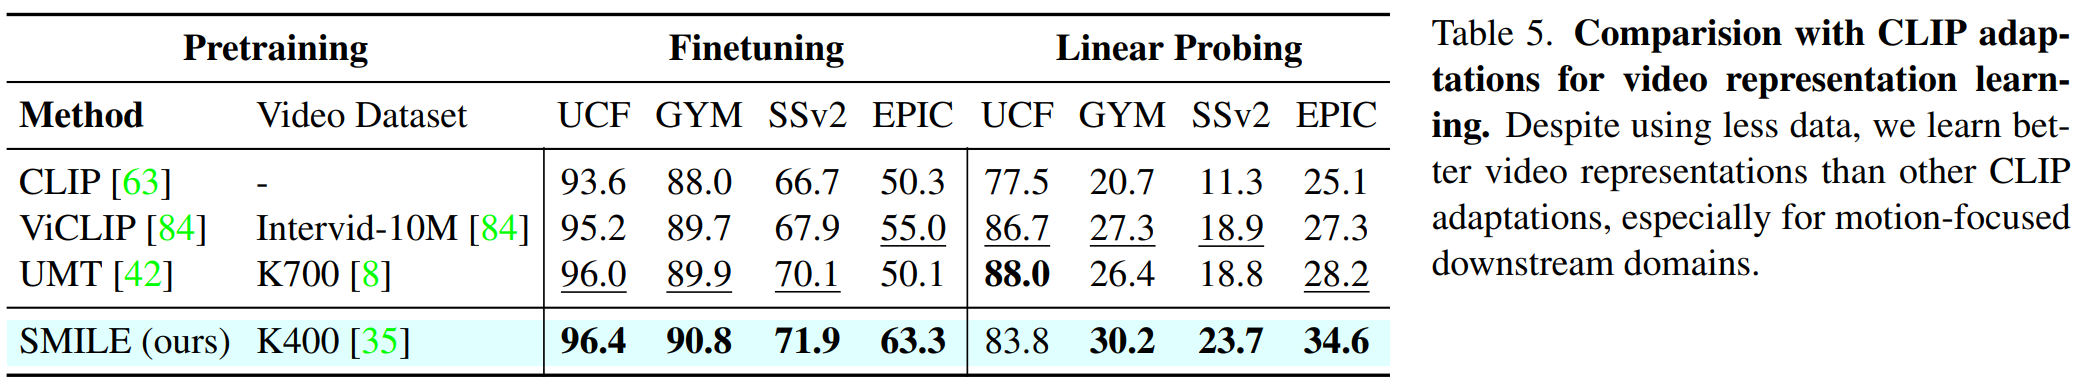 Pretraining Finetuning Linear Probing
Method Video Dataset UCF GYM SSv2 EPIC UCF GYM SSv2 EPIC
CLIP [63] - 93.6 88.0 66.7 50.3 77.5 20.7 11.3 25.1
ViCLIP [84] Intervid-10M [84] 95.2 89.7 67.9 55.0 86.7 27.3 18.9 27.3
UMT [42] K700 [8] 96.0 89.9 70.1 50.1 88.0 26.4 18.8 28.2
SMILE (ours) K400 [35] 96.4 90.8 71.9 63.3 83.8 30.2 23.7 34.6
Table 5. Comparision with CLIP adap-
tations for video representation learn-
ing. Despite using less data, we learn bet-
ter video representations than other CLIP
adaptations, especially for motion-focused
downstream domains.